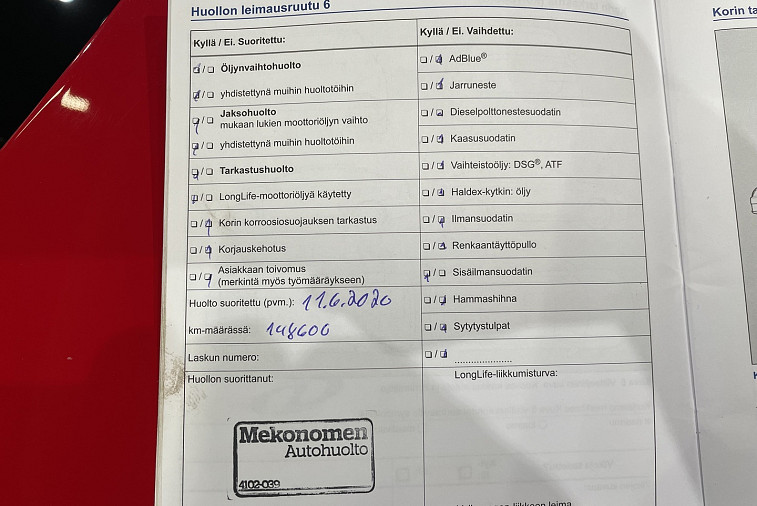 Huollon leimausruutu 6
Kyllä / Ei. Suoritettu:
Öljynvaihtohuolto
yhdistettynä muihin huoltotöihin
Jaksohuolto
mukaan lukien moottoriöljyn vaihto
yhdistettynä muihin huoltotöihin
Tarkastushuolto
LongLife-moottoriöljyä käytetty
Korin korroosiosuojauksen tarkastus
Korjauskehotus
Asiakkaan toivomus
(merkintä myös työmääräykseen)
Huolto suoritettu (pvm.): 11.6.2020
km-määrässä: 148600
Laskun numero:
Huollon suorittanut:
Mekonomen
Autohuolto
4102-039
Kyllä / Ei. Vaihdettu:
AdBlue®
Jarruneste
Dieselpolttonestesuodatin
Kaasusuodatin
Vaihteistoöljy: DSG®, ATF
Haldex-kytkin: öljy
Ilmansuodatin
Renkaantäyttöpullo
Sisäilmansuodatin
Hammashihna
Sytytystulpat
LongLife-liikkumisturva:
Korin ta